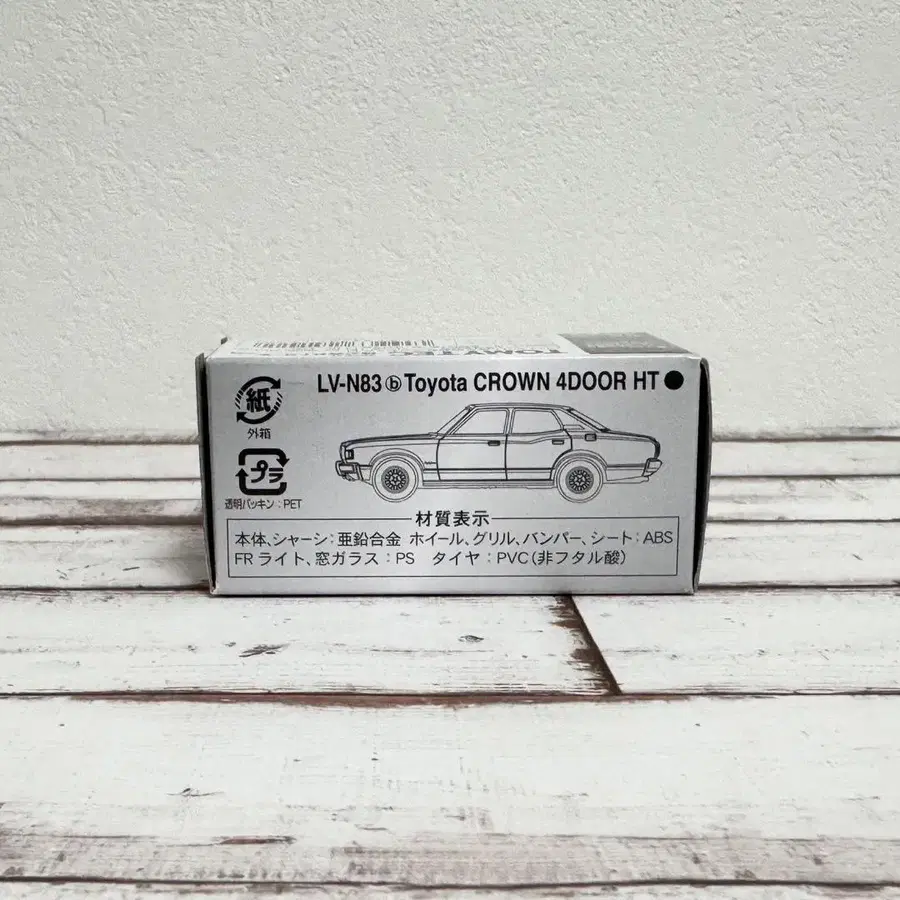 TOMYTEC
LV-N83 ⓑ Toyota CROWN 4DOOR HT ●
紙
外箱
プラ
透明パッキン：PET
材質表示
本体、シャーシ：亜鉛合金 ホイール、グリル、バンパー、シート：ABS
FR ライト、窓ガラス：PS タイヤ：PVC（非フタル酸）